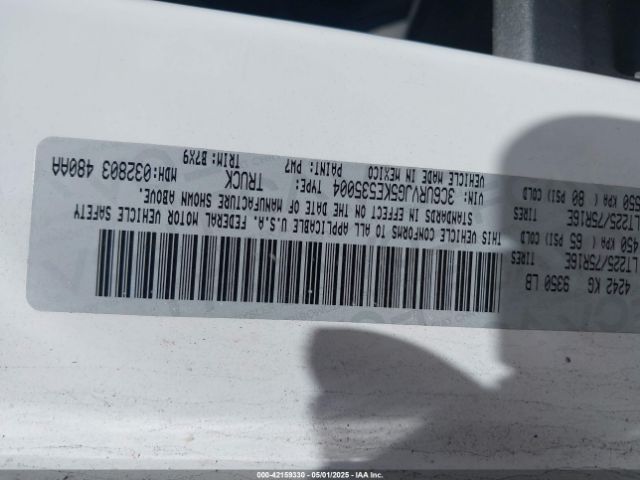 4242 KG 9350 LB
LT225/75R16E TIRES
450 KPA ( 65 PSI) COLD
LT225/75R16E TIRES
550 KPA ( 80 PSI) COLD
THIS VEHICLE CONFORMS TO ALL APPLICABLE U.S.A. FEDERAL MOTOR VEHICLE SAFETY
STANDARDS IN EFFECT ON THE DATE OF MANUFACTURE SHOWN ABOVE.
VIN: 3C6URVJG5KE535004 TYPE: TRUCK MDH:032803 480AA
VEHICLE MADE IN MEXICO PAINT: PW7 TRIM: B7X9
000-42159330 - 05/01/2025 - IAAI.COM